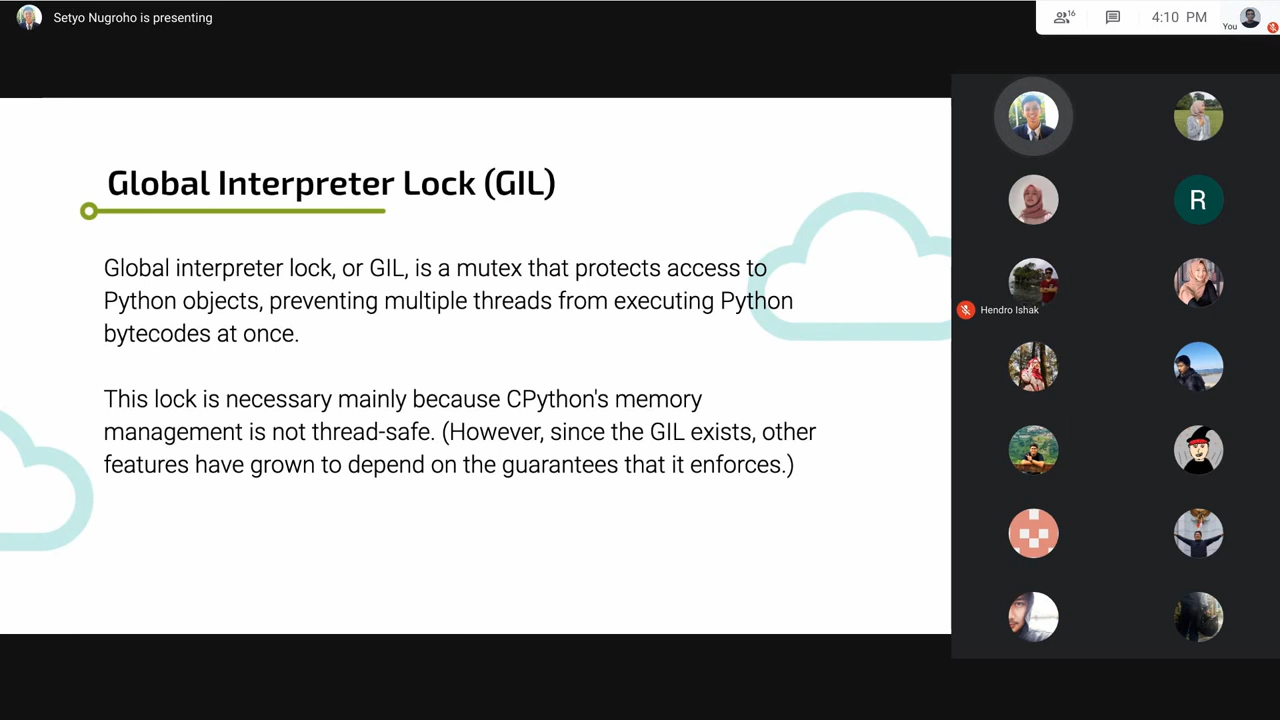 Setyo Nugroho is presenting
16
4:10 PM
You
Global Interpreter Lock (GIL)
Global interpreter lock, or GIL, is a mutex that protects access to
Python objects, preventing multiple threads from executing Python
bytecodes at once.
This lock is necessary mainly because CPython's memory
management is not thread-safe. (However, since the GIL exists, other
features have grown to depend on the guarantees that it enforces.)
R
Hendro Ishak